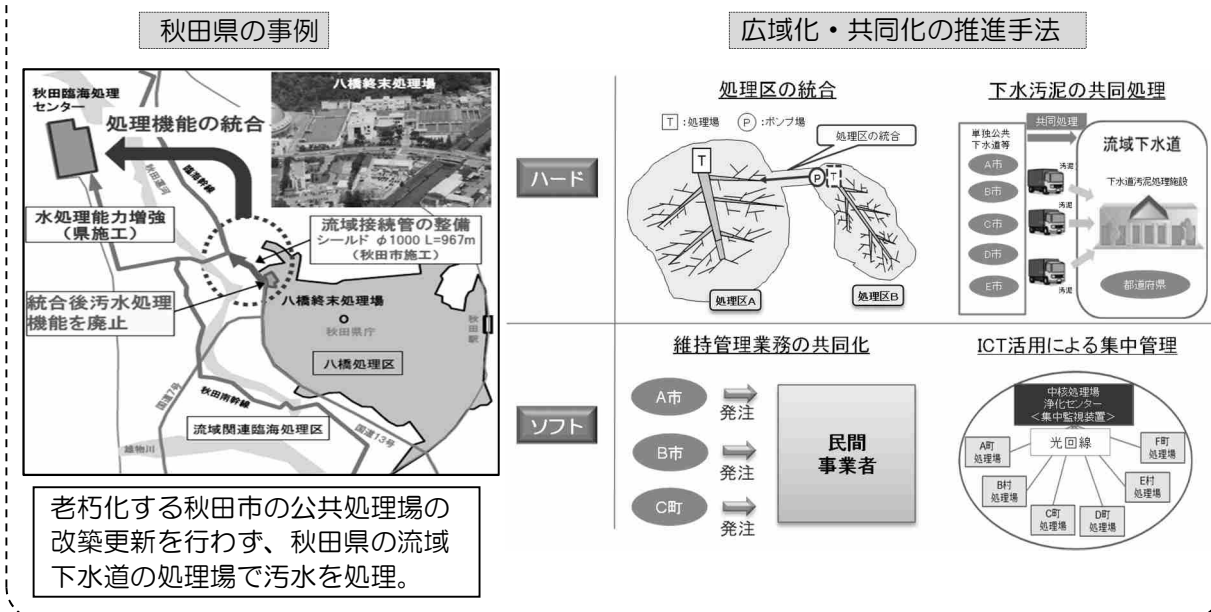 秋田県の事例
秋田臨海処理
センター
八橋終末処理場
処理機能の統合
臨海幹線
秋田運河
水処理能力増強
(県施工)
流域接続管の整備
シールド φ1000 L=967m
(秋田市施工)
統合後汚水処理
機能を廃止
八橋終末処理場
秋田県庁
秋田駅
八橋処理区
国道7号
秋田南幹線
流域関連臨海処理区
国道13号
雄物川
老朽化する秋田市の公共処理場の
改築更新を行わず、秋田県の流域
下水道の処理場で汚水を処理。
広域化・共同化の推進手法
ハード
処理区の統合
T :処理場 P :ポンプ場
処理区の統合
T
P
T
処理区A
処理区B
下水汚泥の共同処理
共同処理
単独公共
下水道等
A市
B市
C市
D市
E市
汚泥
汚泥
汚泥
流域下水道
下水道汚泥処理施設
都道府県
ソフト
維持管理業務の共同化
A市
発注
B市
発注
C町
発注
民間
事業者
ICT活用による集中管理
中核処理場
浄化センター
<集中監視装置>
光回線
A町
処理場
B村
処理場
C町
処理場
D町
処理場
E村
処理場
F町
処理場